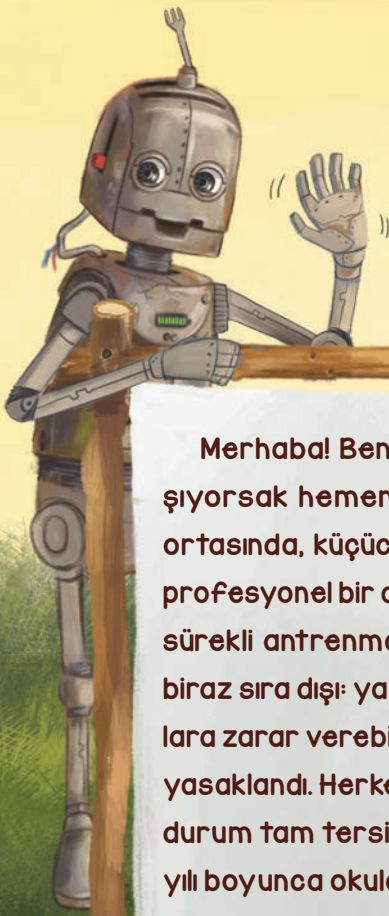 Merhaba! Ben
şıyorsak hemen
ortasında, küçüc
profesyonel bir
sürekli antrenma
biraz sıra dışı: ya
lara zarar verebi
yasaklandı. Herke
durum tam tersi
yılı boyunca okul